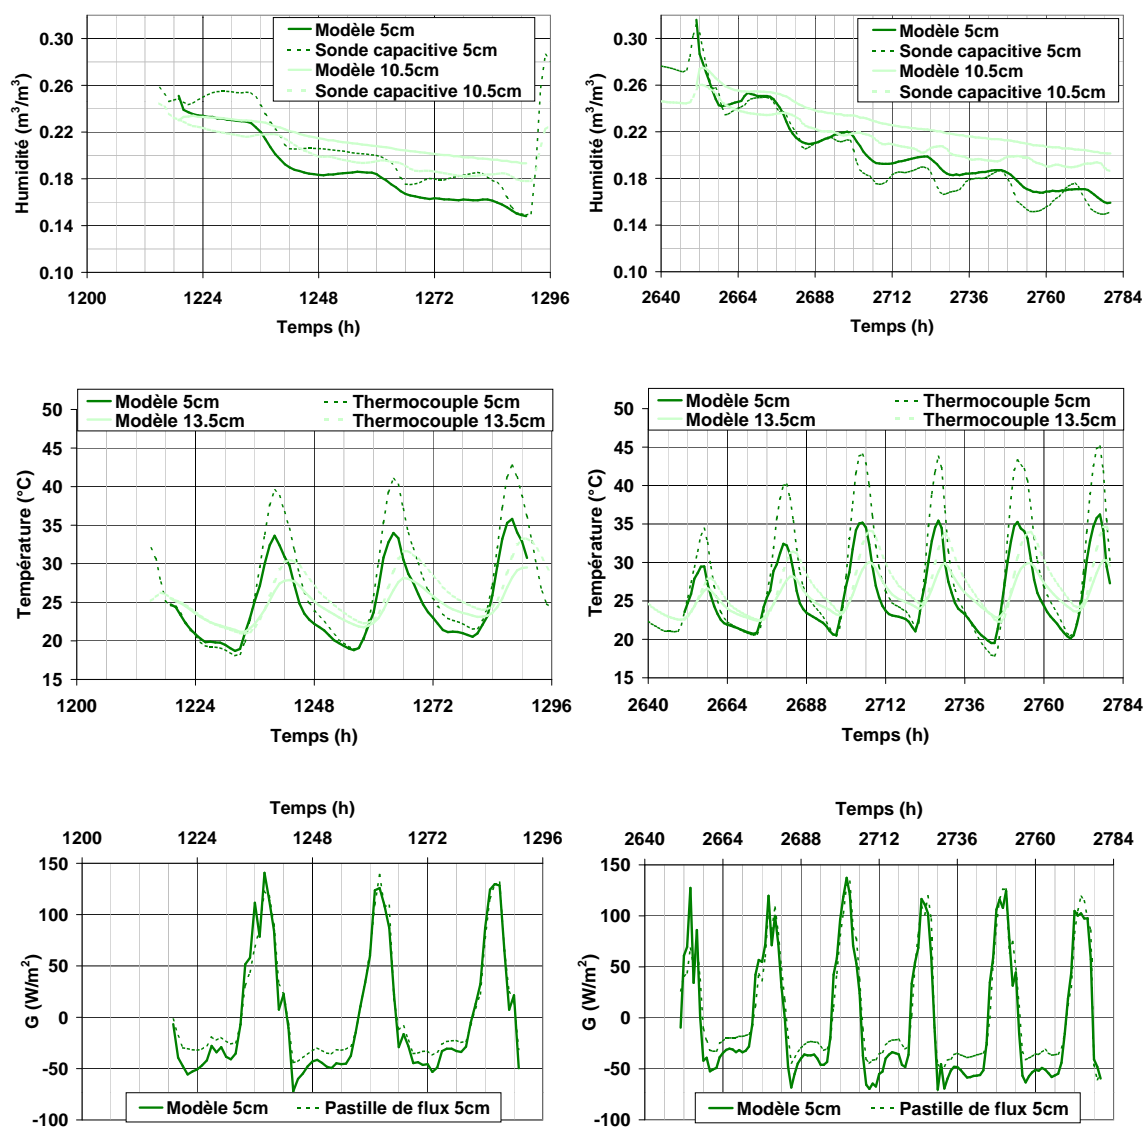 Modèle 5cm
Sonde capacitive 5cm
Modèle 10.5cm
Sonde capacitive 10.5cm
0.30
0.26
0.22
0.18
0.14
0.10
Humidité (m³/m³)
1200 1224 1248 1272 1296
Temps (h)
Modèle 5cm
Sonde capacitive 5cm
Modèle 10.5cm
Sonde capacitive 10.5cm
0.30
0.26
0.22
0.18
0.14
0.10
Humidité (m³/m³)
2640 2664 2688 2712 2736 2760 2784
Temps (h)
Modèle 5cm Thermocouple 5cm
Modèle 13.5cm Thermocouple 13.5cm
50
45
40
35
30
25
20
15
Température (°C)
1200 1224 1248 1272 1296
Temps (h)
Modèle 5cm Thermocouple 5cm
Modèle 13.5cm Thermocouple 13.5cm
50
45
40
35
30
25
20
15
Température (°C)
2640 2664 2688 2712 2736 2760 2784
Temps (h)
Temps (h)
1200 1224 1248 1272 1296
150
100
50
0
-50
-100
G (W/m²)
Modèle 5cm Pastille de flux 5cm
Temps (h)
2640 2664 2688 2712 2736 2760 2784
150
100
50
0
-50
-100
G (W/m²)
Modèle 5cm Pastille de flux 5cm